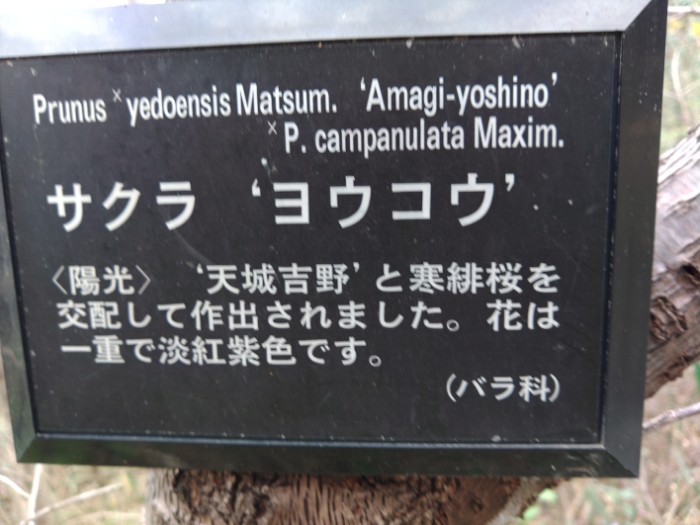 Prunus × yedoensis Matsum. ‘Amagi-yoshino’
× P. campanulata Maxim.
サクラ ‘ヨウコウ’
〈陽光〉 ‘天城吉野’と寒緋桜を
交配して作出されました。花は
一重で淡紅紫色です。
(バラ科)